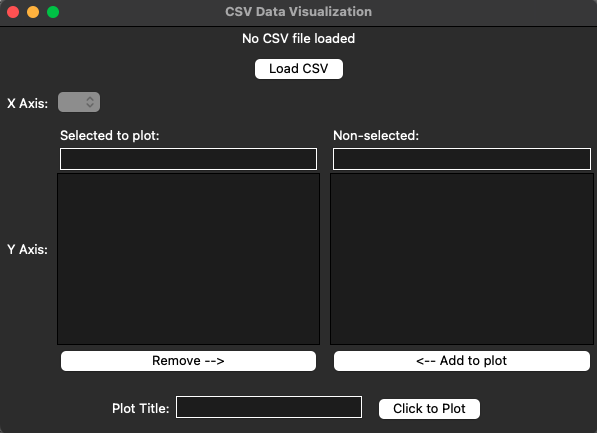 CSV Data Visualization
No CSV file loaded
Load CSV
X Axis:
Selected to plot: Non-selected:
Y Axis:
Remove --> <-- Add to plot
Plot Title: Click to Plot